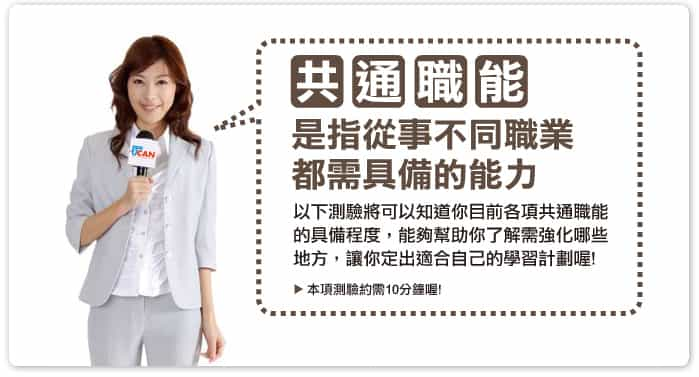 UCAN
共通職能
是指從事不同職業
都需具備的能力
以下測驗將可以知道你目前各項共通職能
的具備程度，能夠幫助你了解需強化哪些
地方，讓你定出適合自己的學習計劃喔!
▶ 本項測驗約需10分鐘喔!